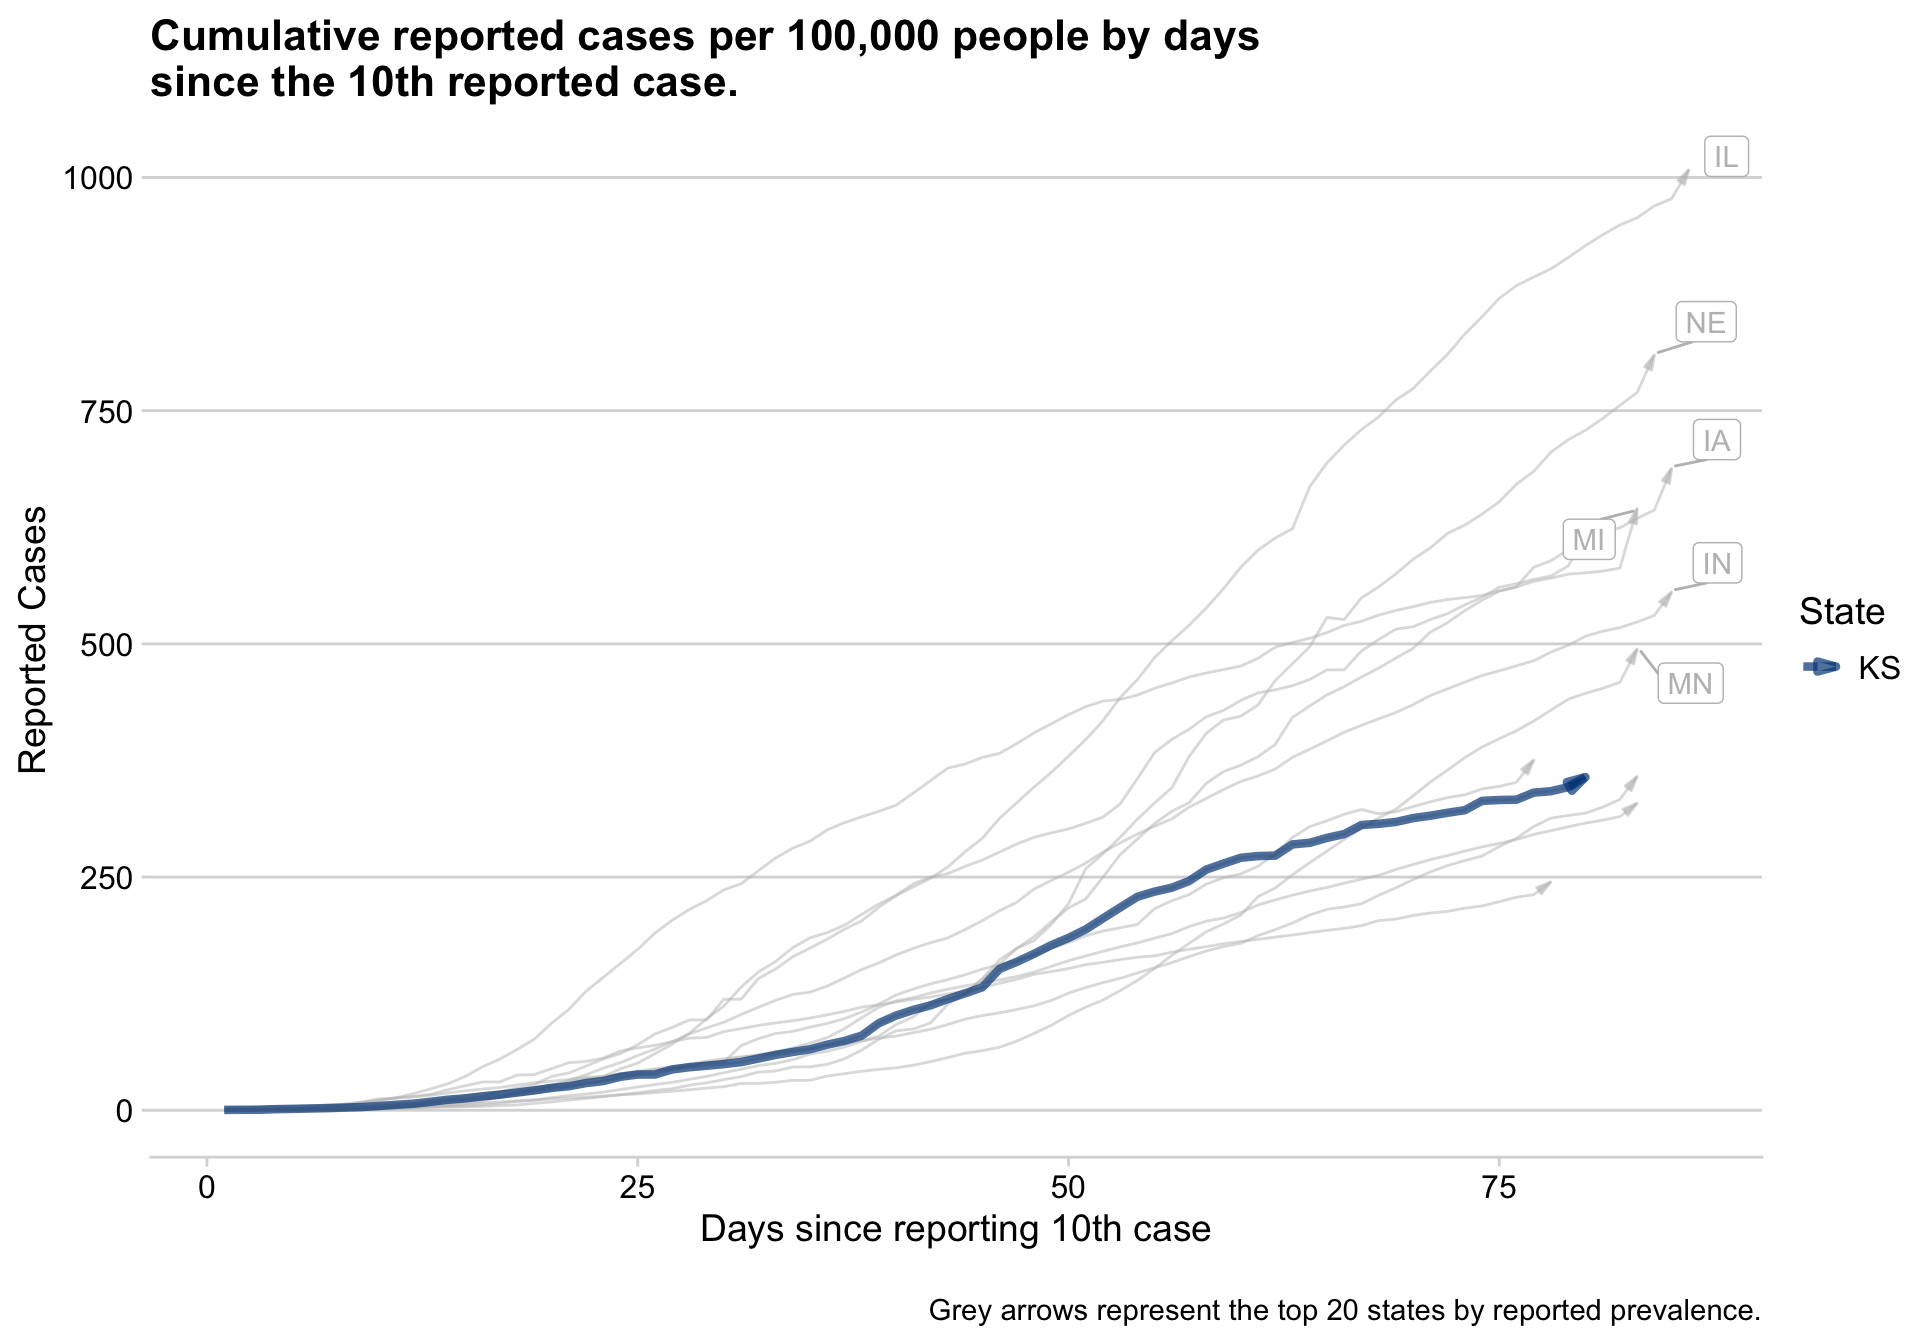 Cumulative reported cases per 100,000 people by days
since the 10th reported case.
1000
750
500
250
0
Reported Cases
IL
NE
IA
MI
IN
MN
State
KS
0
25
50
75
Days since reporting 10th case
Grey arrows represent the top 20 states by reported prevalence.